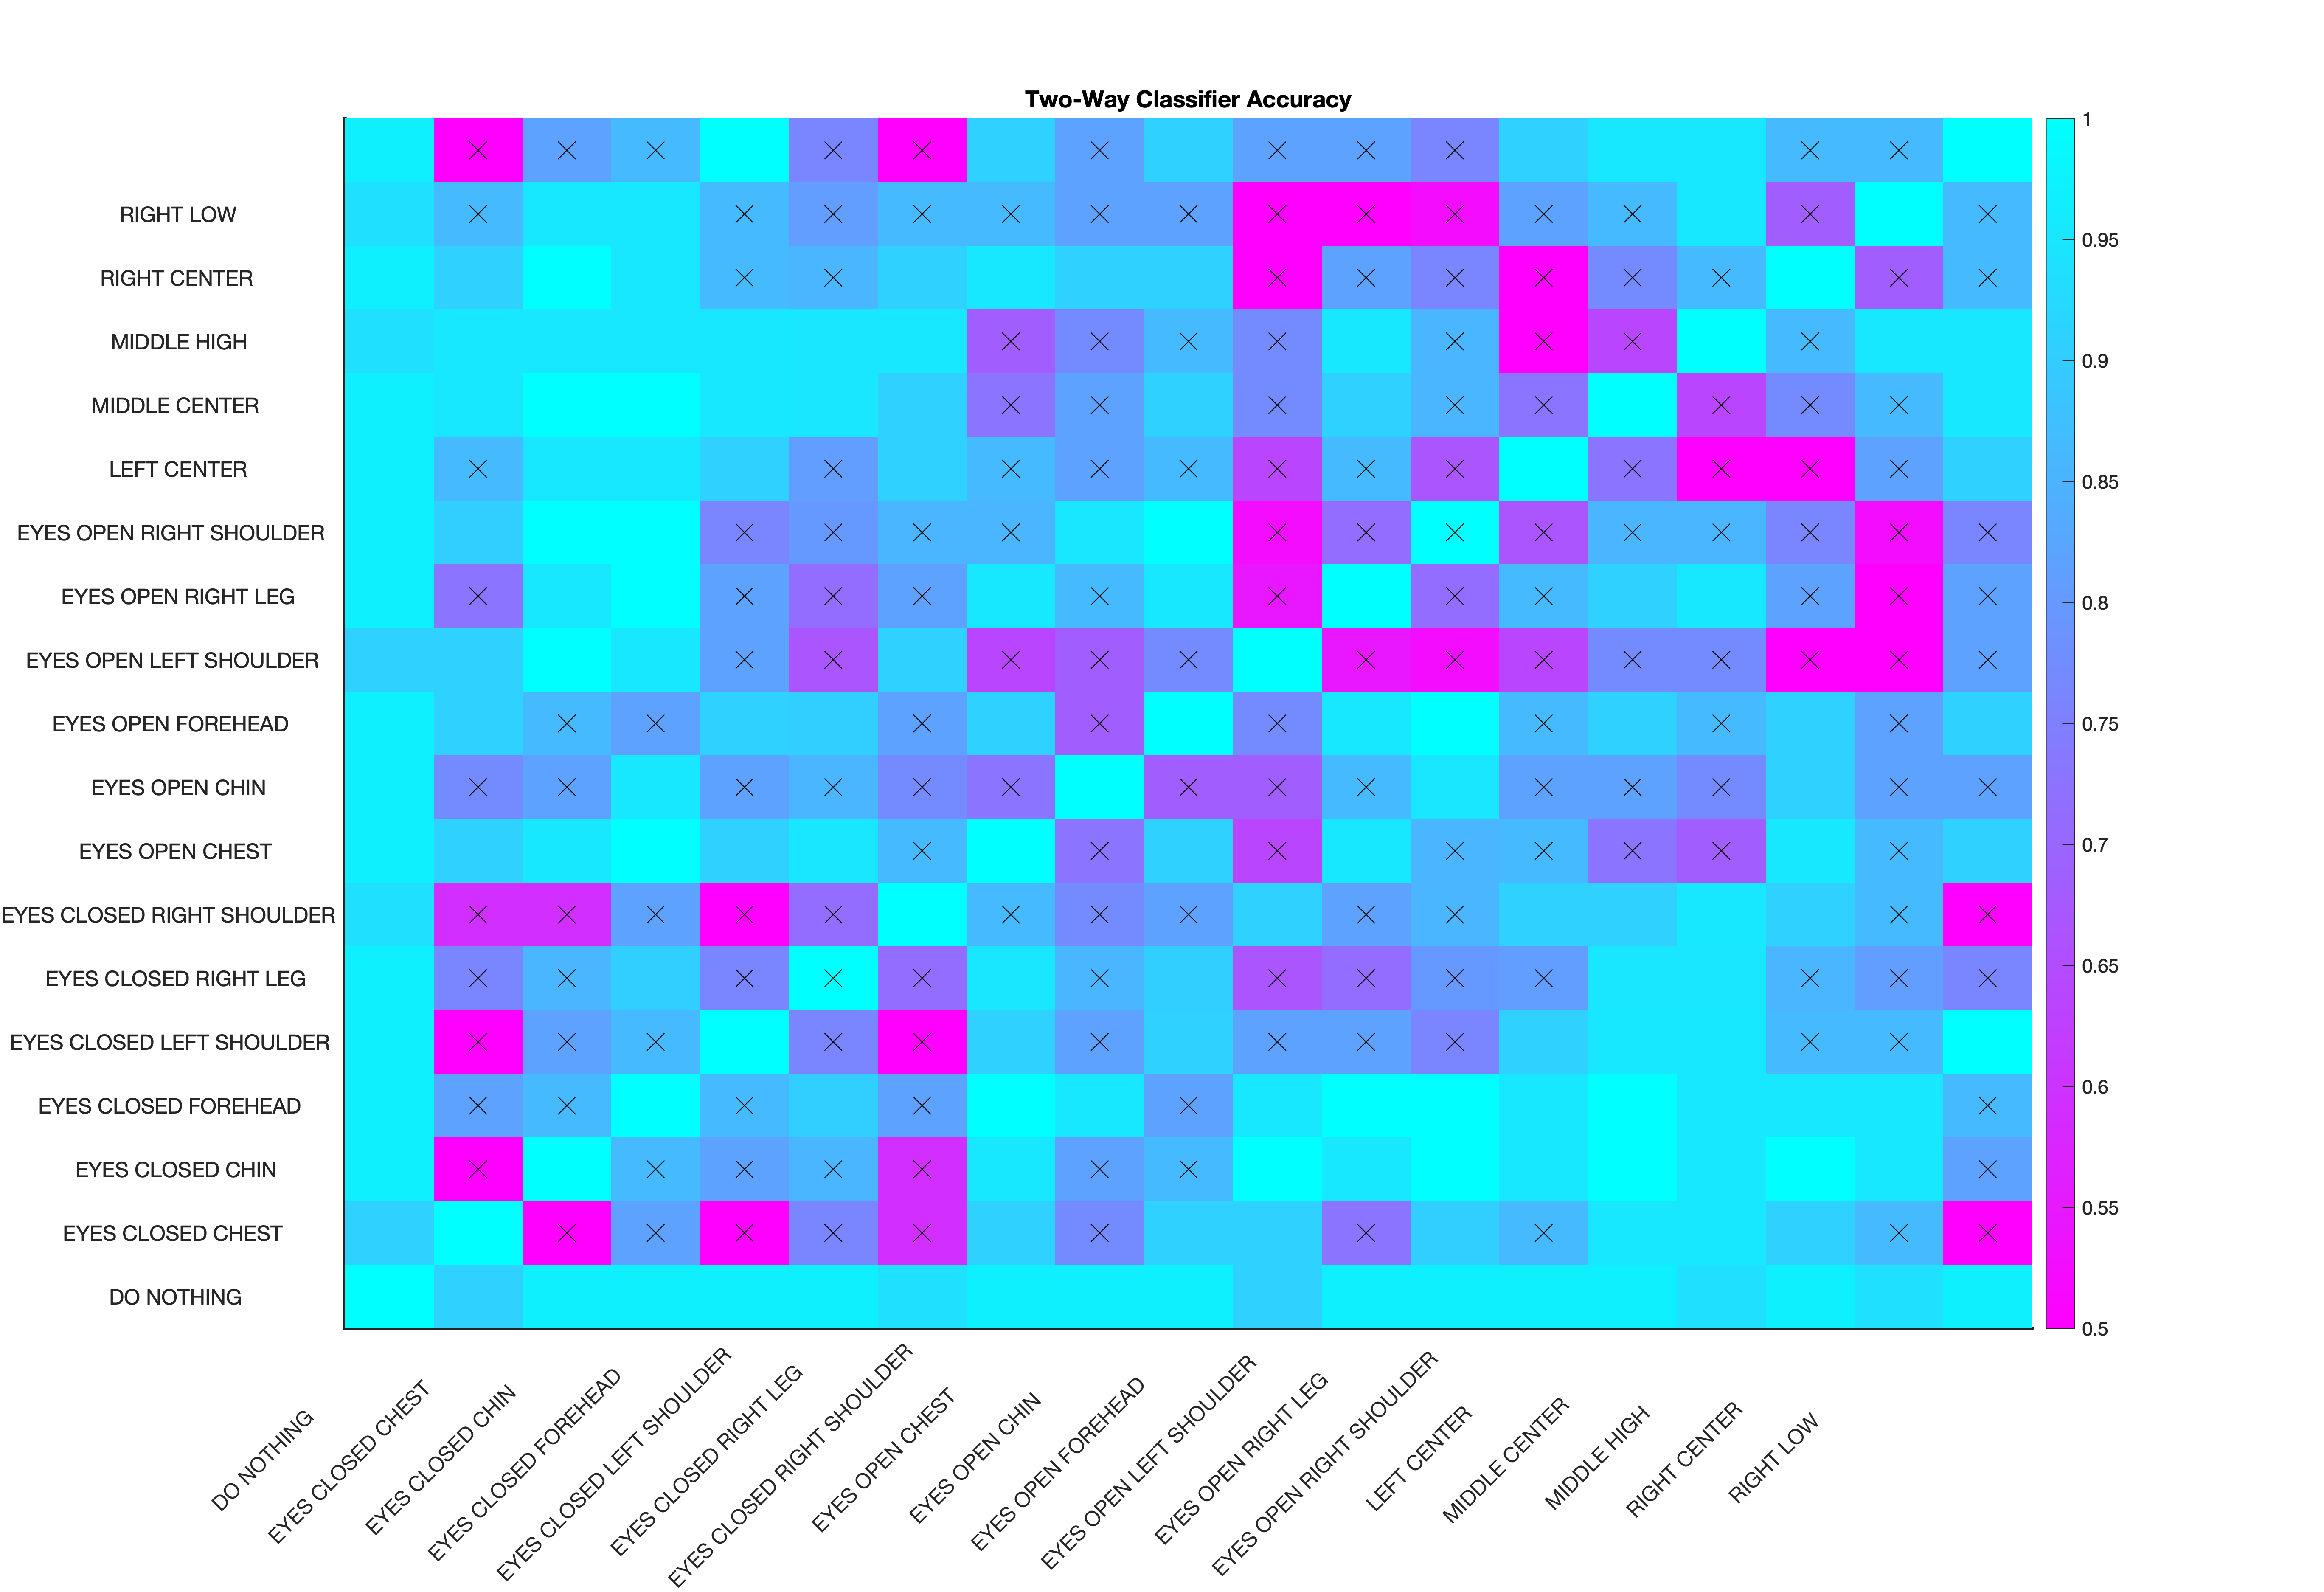 Two-Way Classifier Accuracy
RIGHT LOW
RIGHT CENTER
MIDDLE HIGH
MIDDLE CENTER
LEFT CENTER
EYES OPEN RIGHT SHOULDER
EYES OPEN RIGHT LEG
EYES OPEN LEFT SHOULDER
EYES OPEN FOREHEAD
EYES OPEN CHIN
EYES OPEN CHEST
EYES CLOSED RIGHT SHOULDER
EYES CLOSED RIGHT LEG
EYES CLOSED LEFT SHOULDER
EYES CLOSED FOREHEAD
EYES CLOSED CHIN
EYES CLOSED CHEST
DO NOTHING
DO NOTHING
EYES CLOSED CHEST
EYES CLOSED CHIN
EYES CLOSED FOREHEAD
EYES CLOSED LEFT SHOULDER
EYES CLOSED RIGHT LEG
EYES CLOSED RIGHT SHOULDER
EYES OPEN CHEST
EYES OPEN CHIN
EYES OPEN FOREHEAD
EYES OPEN LEFT SHOULDER
EYES OPEN RIGHT LEG
EYES OPEN RIGHT SHOULDER
LEFT CENTER
MIDDLE CENTER
MIDDLE HIGH
RIGHT CENTER
RIGHT LOW
1
0.95
0.9
0.85
0.8
0.75
0.7
0.65
0.6
0.55
0.5